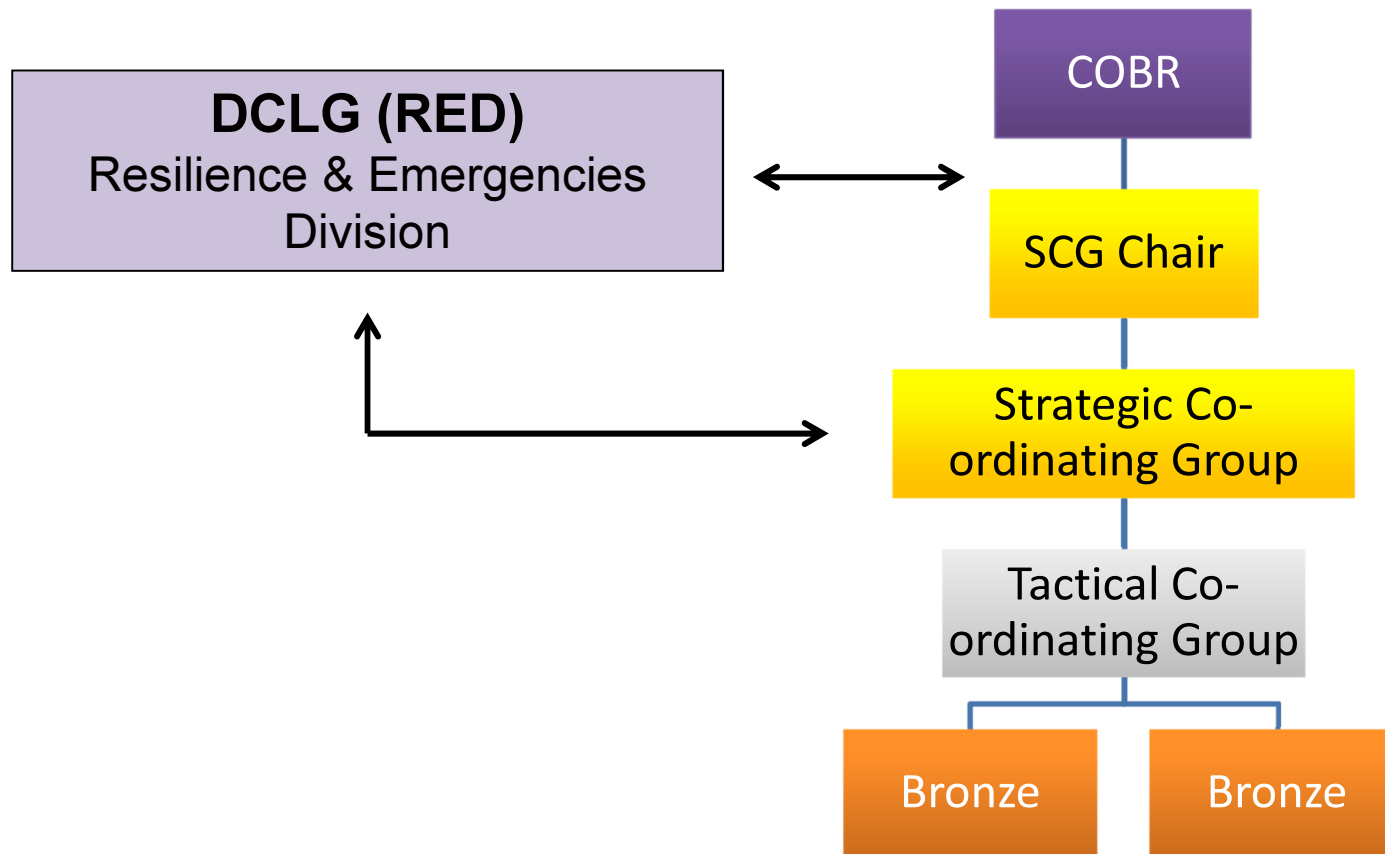 COBR
DCLG (RED)
Resilience & Emergencies
Division
SCG Chair
Strategic Co-
ordinating Group
Tactical Co-
ordinating Group
Bronze
Bronze